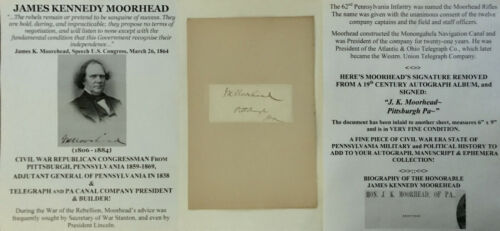 JAMES KENNEDY MOORHEAD
"...The rebels remain or pretend to be sanguine of success. They
are bold, daring, and impracticable; they propose no terms of
negotiation, and will listen to none except with the
fundamental condition that this Government recognise their
independence..."
James K. Moorhead, Speech U.S. Congress, March 26, 1864
(1806 - 1884)
CIVIL WAR REPUBLICAN CONGRESSMAN FROM
PITTSBURGH, PENNSYLVANIA 1859-1869,
ADJUTANT GENERAL OF PENNSYLVANIA IN 1838
&
TELEGRAPH AND PA CANAL COMPANY PRESIDENT
& BUILDER!
During the War of the Rebellion, Moorhead's advice was
frequently sought by Secretary of War Stanton, and even by
President Lincoln.
J K Moorhead
Pittsburgh
Pa
The 62nd Pennsylvania Infantry was named the Moorhead Rifles
The name was given with the unanimous consent of the twelve
company captains and the field and staff officers.
Moorhead constructed the Monongahela Navigation Canal and
was President of the company for twenty-one years. He was
President of the Atlantic & Ohio Telegraph Co., which later
became the Westrn. Union Telegraph Company.
HERE'S MOORHEAD'S SIGNATURE REMOVED
FROM A 19th CENTURY AUTOGRAPH ALBUM, and
SIGNED:
"J. K. Moorhead~
Pittsburgh Pa~"
The document has been inlaid to another sheet, measures 6" x 9"
and is in VERY FINE CONDITION.
A FINE PIECE OF CIVIL WAR ERA STATE OF
PENNSYLVANIA MILITARY and POLITICAL HISTORY TO
ADD TO YOUR AUTOGRAPH, MANUSCRIPT & EPHEMERA
COLLECTION!
BIOGRAPHY OF THE HONORABLE
JAMES KENNEDY MOOREHEAD
HON. J. K. MOORHEAD, OF PA.